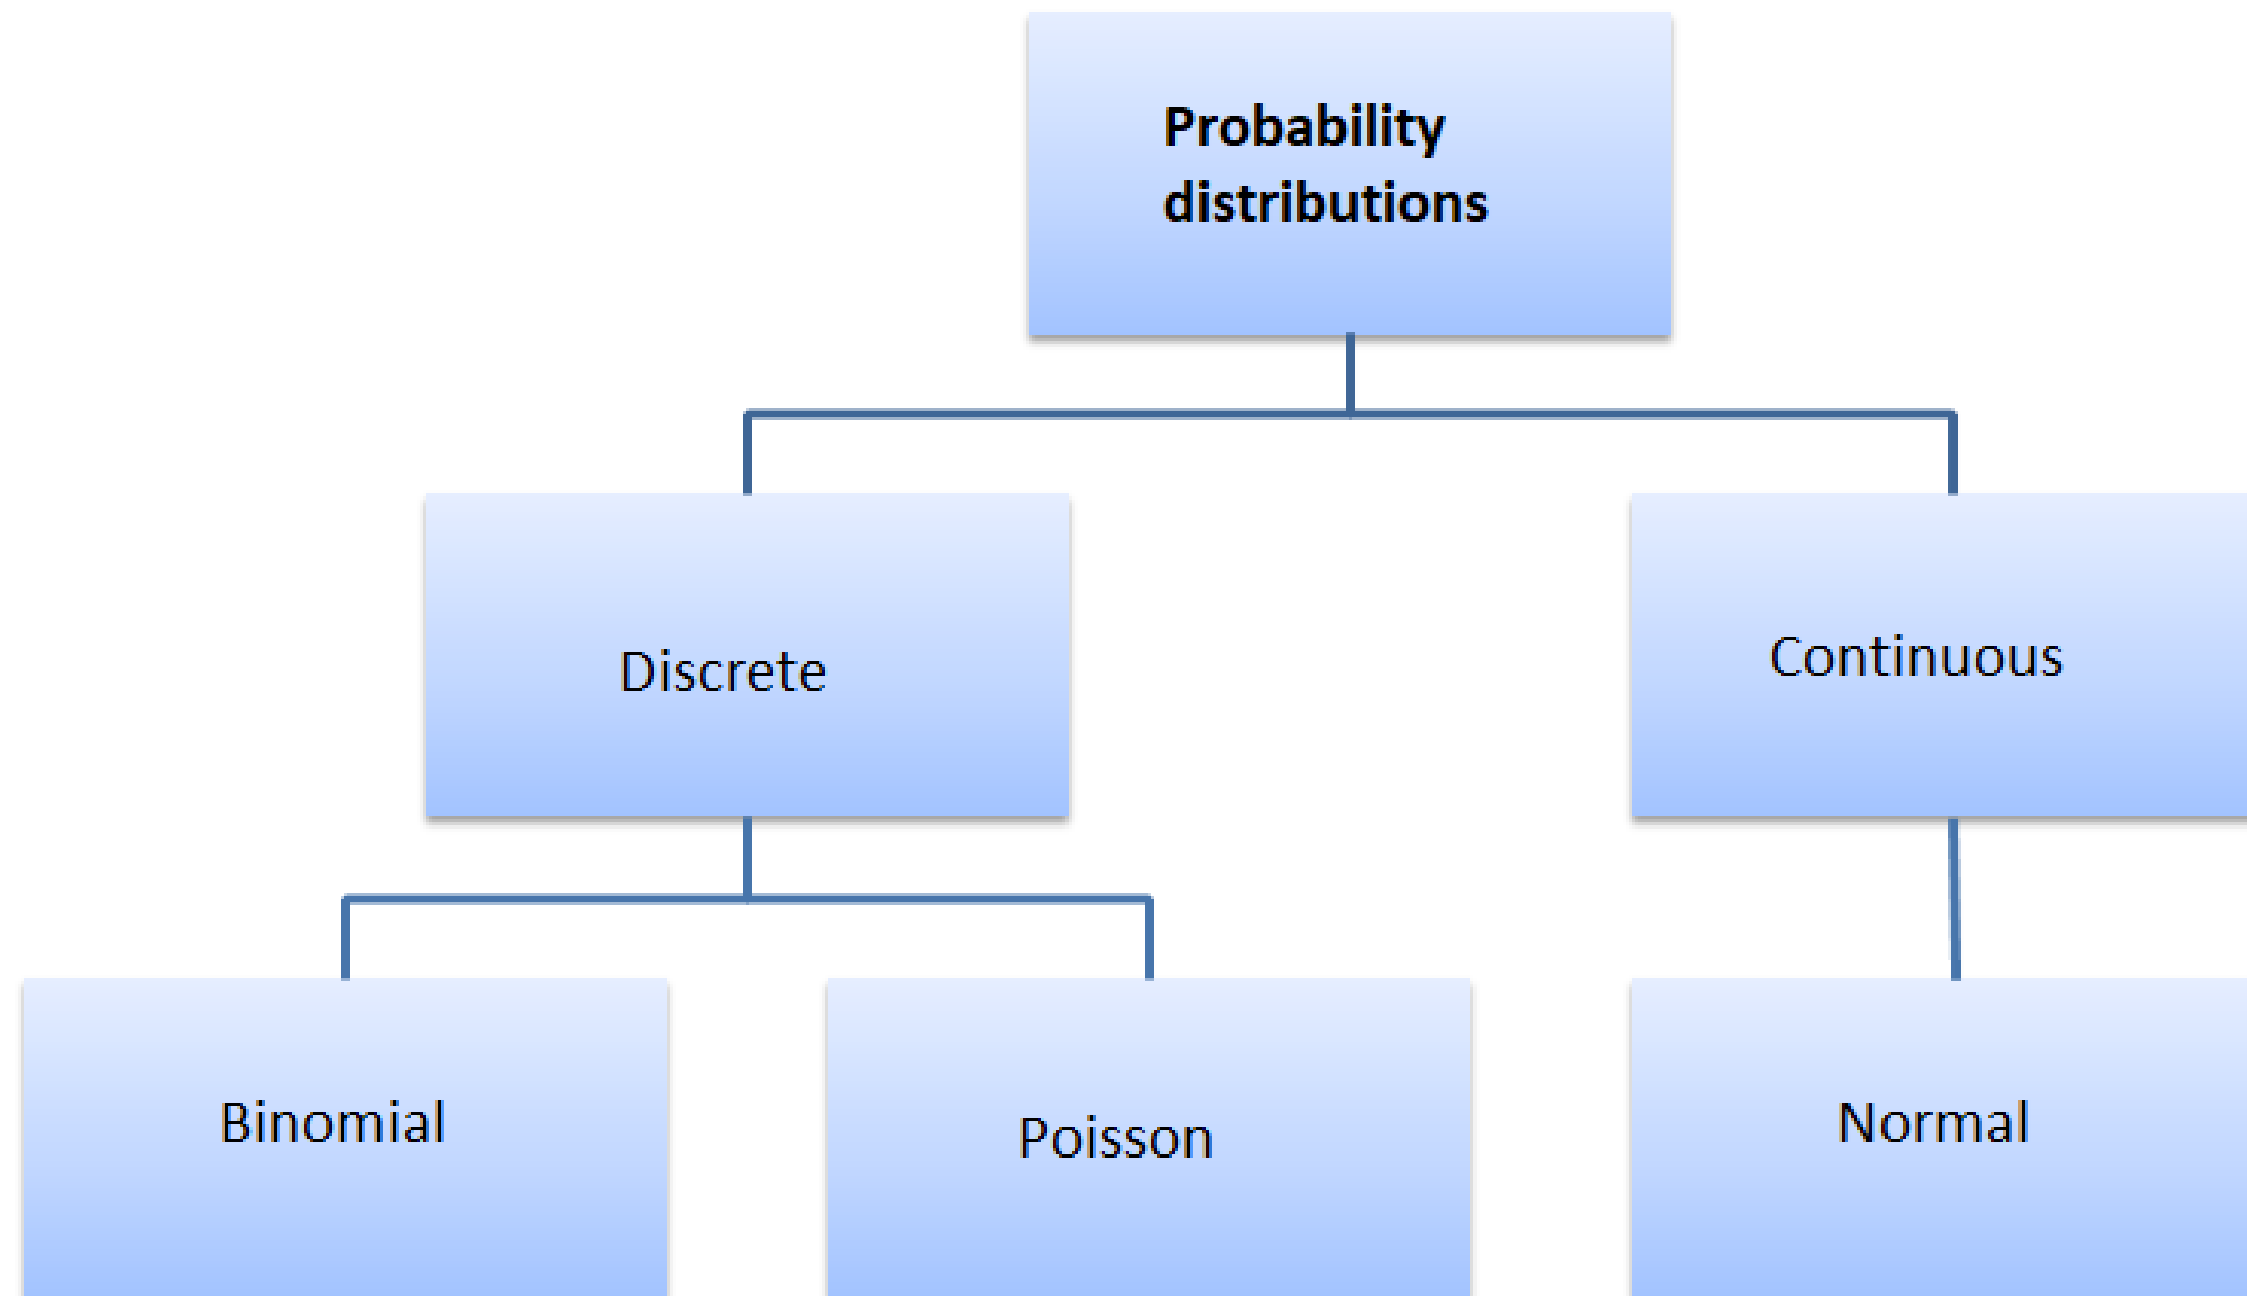 Probability
distributions
Discrete
Continuous
Binomial
Poisson
Normal